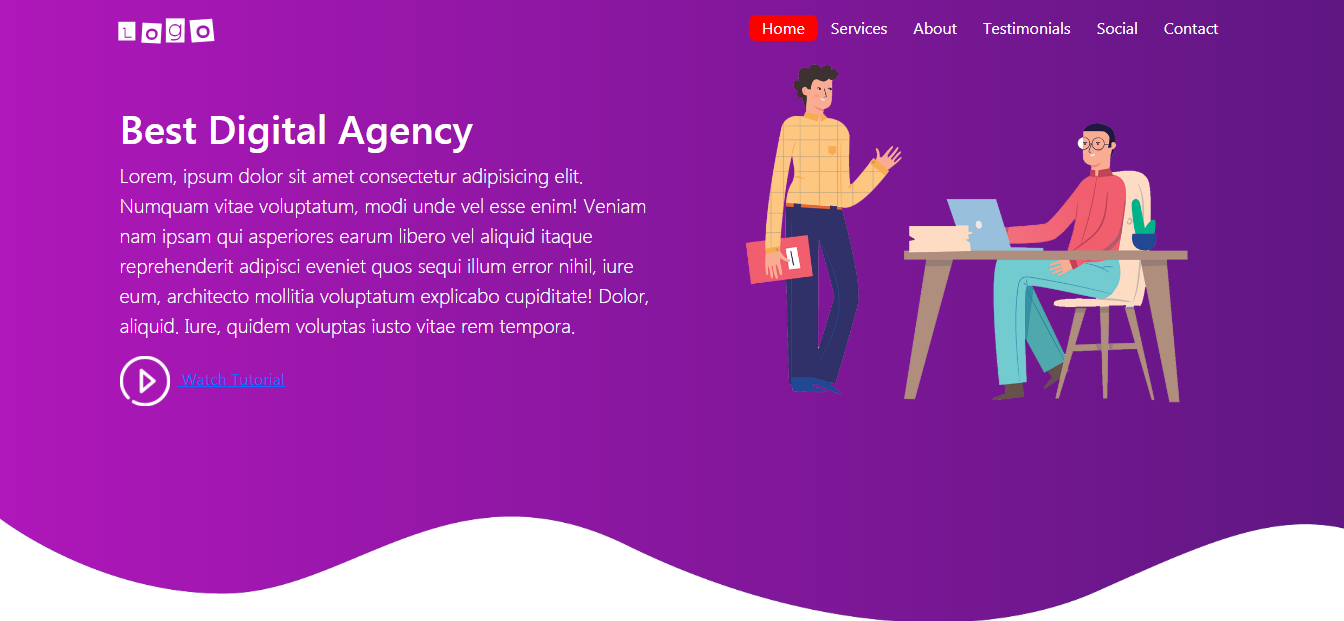 LogO
Home Services About Testimonials Social Contact
Best Digital Agency
Lorem, ipsum dolor sit amet consectetur adipisicing elit.
Numquam vitae voluptatum, modi unde vel esse enim! Veniam
nam ipsam qui asperiores earum libero vel aliquid itaque
reprehenderit adipisci eveniet quos sequi illum error nihil, iure
eum, architecto mollitia voluptatum explicabo cupiditate! Dolor,
aliquid. Iure, quidem voluptas iusto vitae rem tempora.
Watch Tutorial